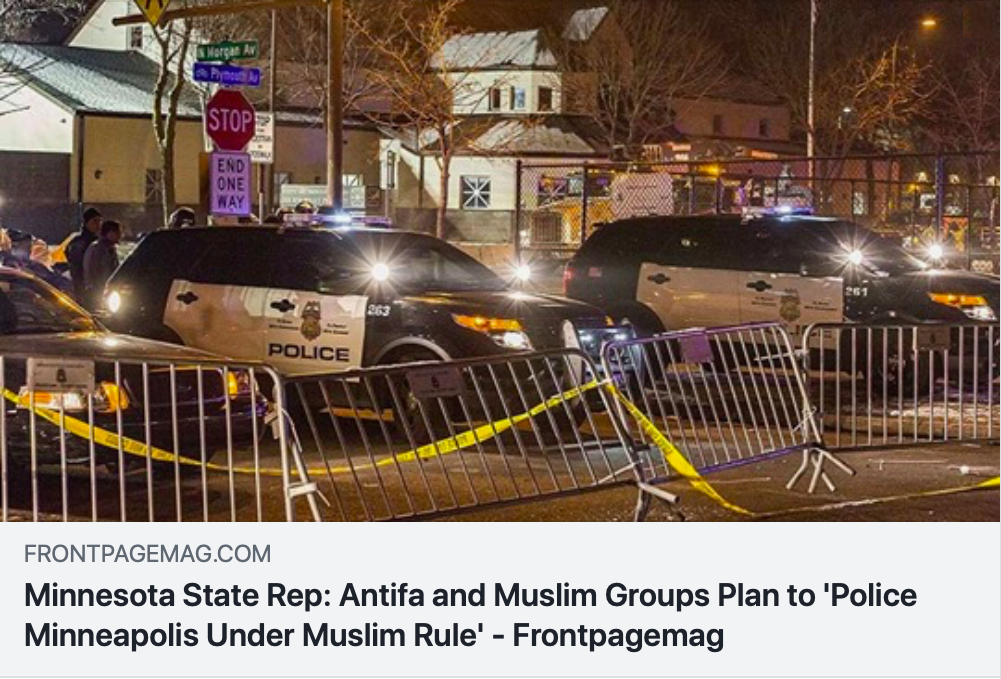 N Morgan Av
Plymouth Av
STOP
END
ONE
WAY
263
261
POLICE
FRONTPAGEMAG.COM
Minnesota State Rep: Antifa and Muslim Groups Plan to 'Police
Minneapolis Under Muslim Rule' - Frontpagemag